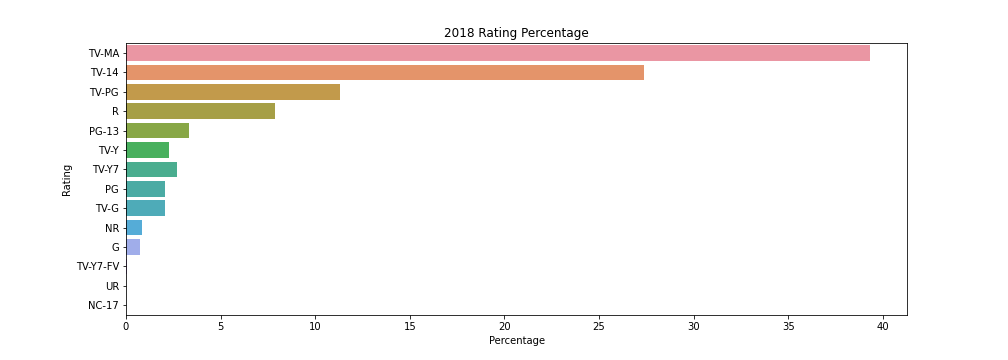 2018 Rating Percentage
TV-MA
TV-14
TV-PG
R
PG-13
TV-Y
TV-Y7
PG
TV-G
NR
G
TV-Y7-FV
UR
NC-17
Rating
0 5 10 15 20 25 30 35 40
Percentage